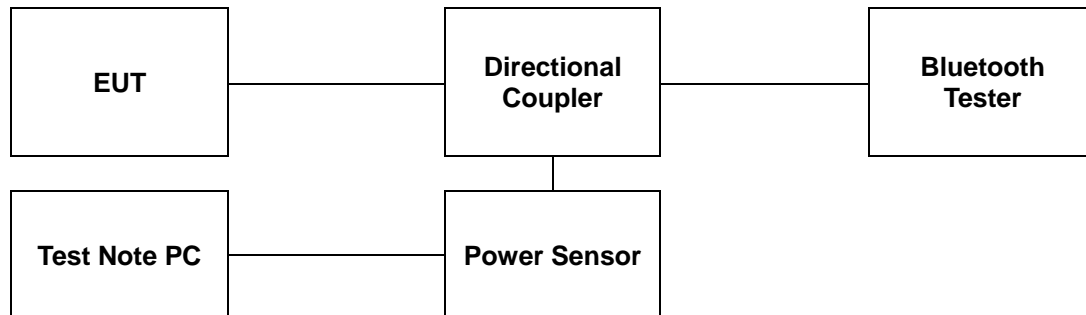 EUT
Directional
Coupler
Bluetooth
Tester
Test Note PC
Power Sensor